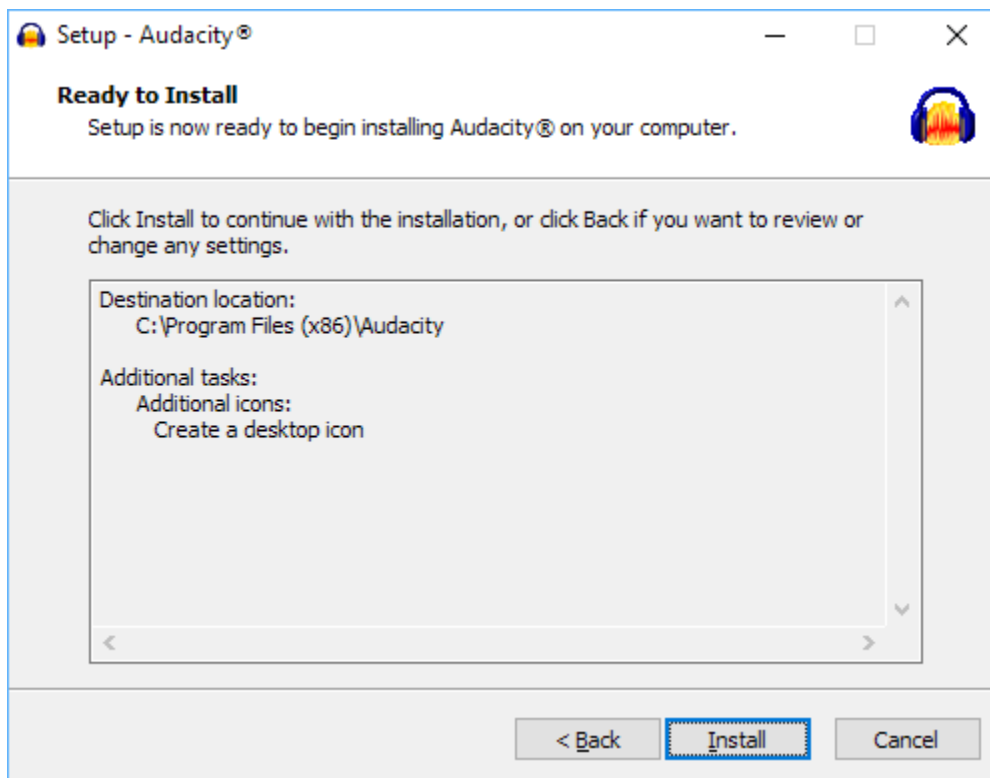 Setup - Audacity®
Ready to Install
Setup is now ready to begin installing Audacity® on your computer.
Click Install to continue with the installation, or click Back if you want to review or
change any settings.
Destination location:
C:\Program Files (x86)\Audacity
Additional tasks:
Additional icons:
Create a desktop icon
< Back
Install
Cancel